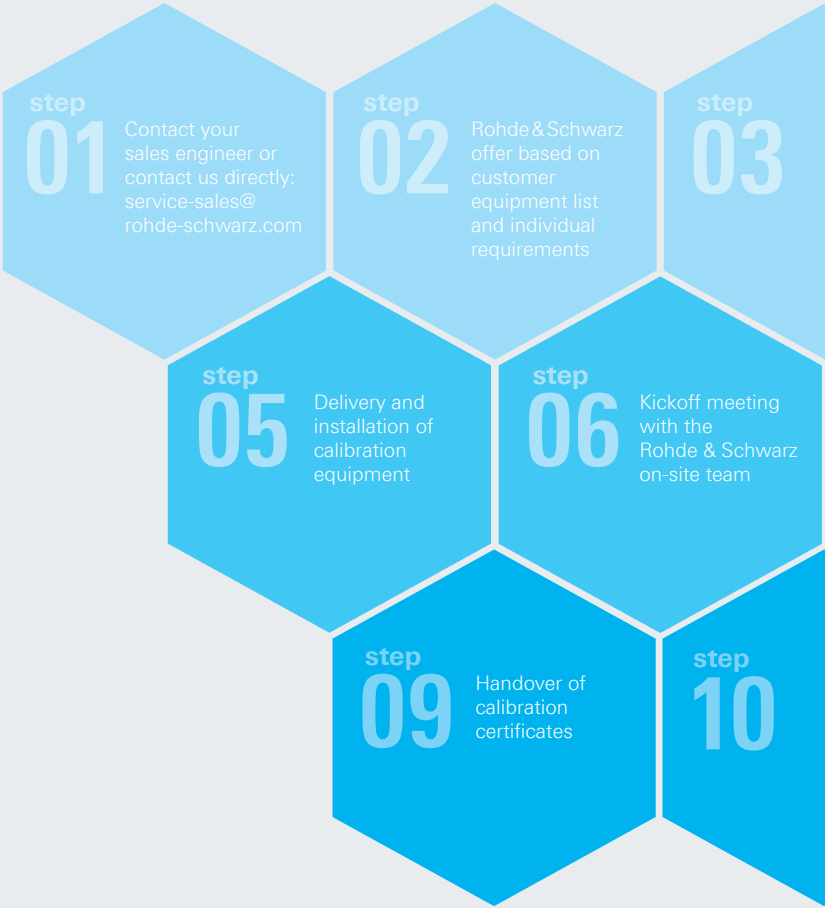 step
01
Contact your
sales engineer or
contact us directly:
service-sales@
rohde-schwarz.com
step
02
Rohde & Schwarz
offer based on
customer
equipment list
and individual
requirements
step
03
step
05
Delivery and
installation of
calibration
equipment
step
06
Kickoff meeting
with the
Rohde & Schwarz
on-site team
step
09
Handover of
calibration
certificates
step
10